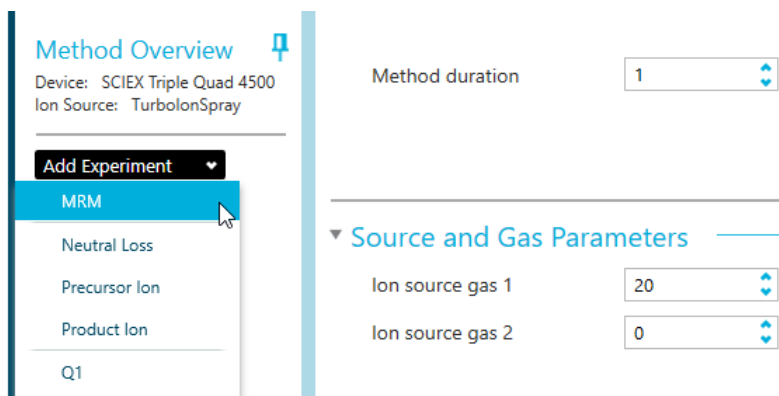 Method Overview
Device: SCIEX Triple Quad 4500
Ion Source: TurbolonSpray
Add Experiment
MRM
Neutral Loss
Precursor Ion
Product Ion
Q1
Method duration 1
Source and Gas Parameters
Ion source gas 1 20
Ion source gas 2 0